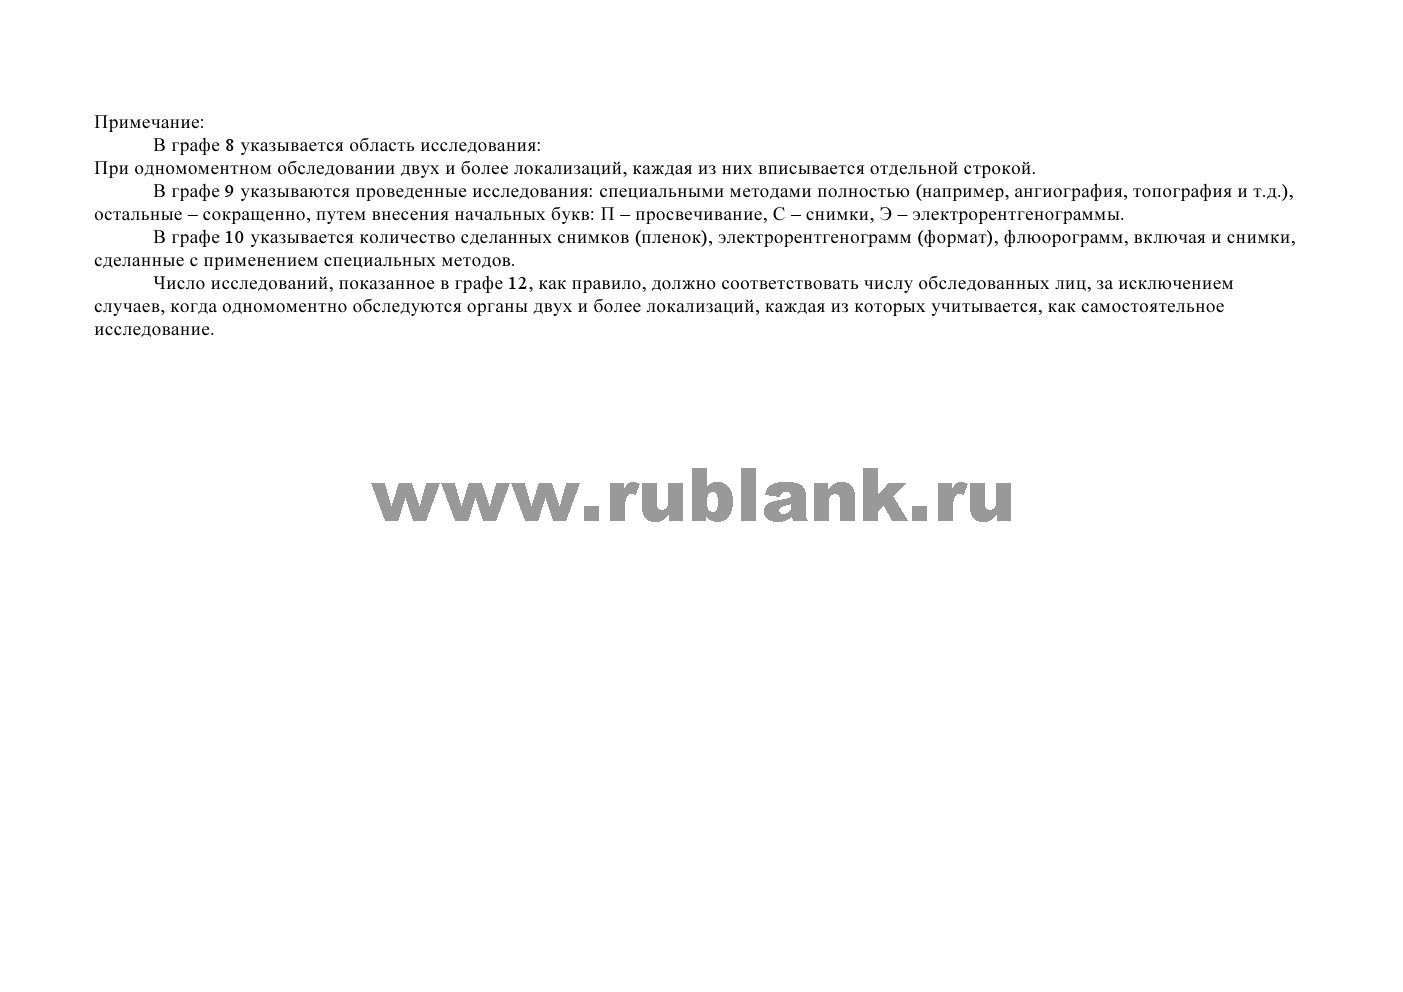 Примечание:
В графе 8 указывается область исследования:
При одномоментном обследовании двух и более локализаций, каждая из них вписывается отдельной строкой.
В графе 9 указываются проведенные исследования: специальными методами полностью (например, ангиография, топография и т.д.),
остальные – сокращенно, путем внесения начальных букв: П – просвечивание, С – снимки, Э – электрорентгенограммы.
В графе 10 указывается количество сделанных снимков (пленок), электрорентгенограмм (формат), флюорограмм, включая и снимки,
сделанные с применением специальных методов.
Число исследований, показанное в графе 12, как правило, должно соответствовать числу обследованных лиц, за исключением
случаев, когда одномоментно обследуются органы двух и более локализаций, каждая из которых учитывается, как самостоятельное
исследование.
www.rublank.ru